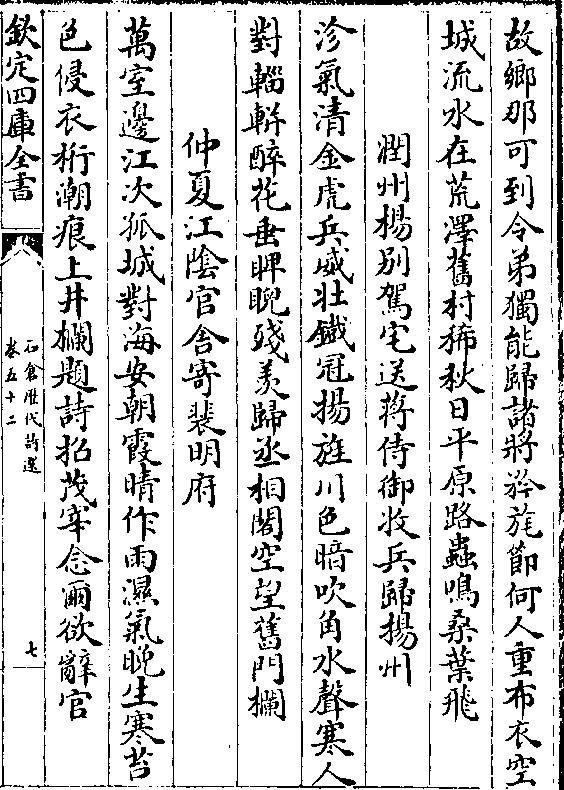 故鄉那可到令弟獨能歸諸將矜旄節何人重布衣空
城流水在荒澤舊村稀秋日平原路蟲鳴桑葉飛
潤州楊別駕宅送蔣侍御收兵歸揚州
沴氣清金虎兵威壯鐵冠揚旌川色暗吹角水聲寒人
對輜軿醉花垂睥睨殘羡歸丞相閣空望舊門欄
仲夏江隂官舍寄裴明府
萬室邊江次孤城對海安朝霞晴作雨濕氣晚生寒苔
色侵衣桁潮痕上井欄題詩招茂宰念爾欲辭官
欽定四庫全書
石倉歷代詩選
卷五十二
七